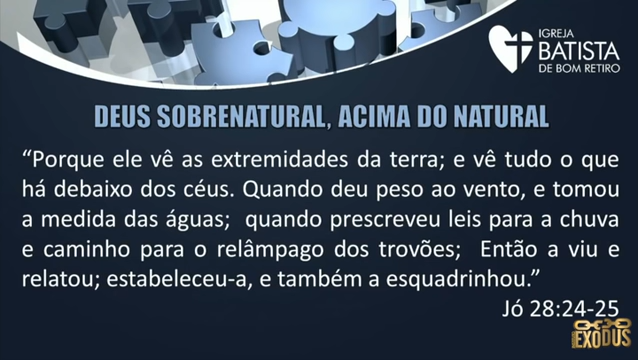 IGREJA
BATISTA
DE BOM RETIRO
DEUS SOBRENATURAL, ACIMA DO NATURAL
“Porque ele vê as extremidades da terra; e vê tudo o que
há debaixo dos céus. Quando deu peso ao vento, e tomou
a medida das águas;  quando prescreveu leis para a chuva
e caminho para o relâmpago dos trovões;  Então a viu e
relatou; estabeleceu-a, e também a esquadrinhou.”
Jó 28:24-25
EXODUS